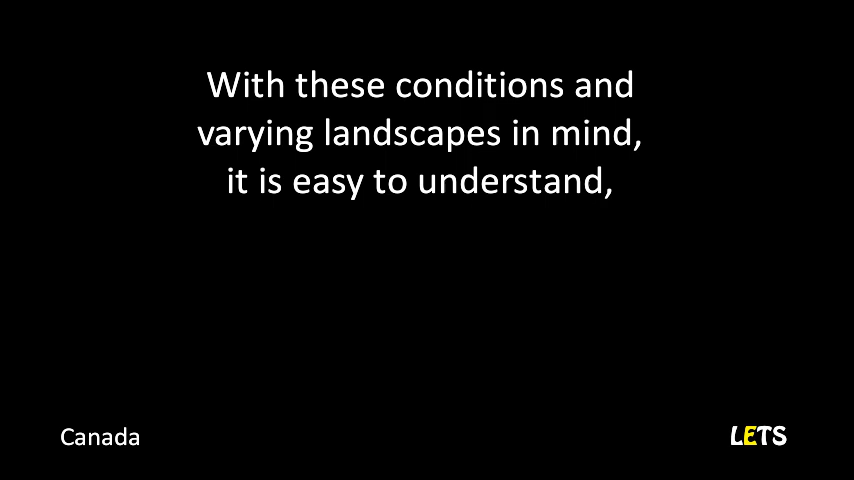 With these conditions and
varying landscapes in mind,
it is easy to understand,
Canada
LETS